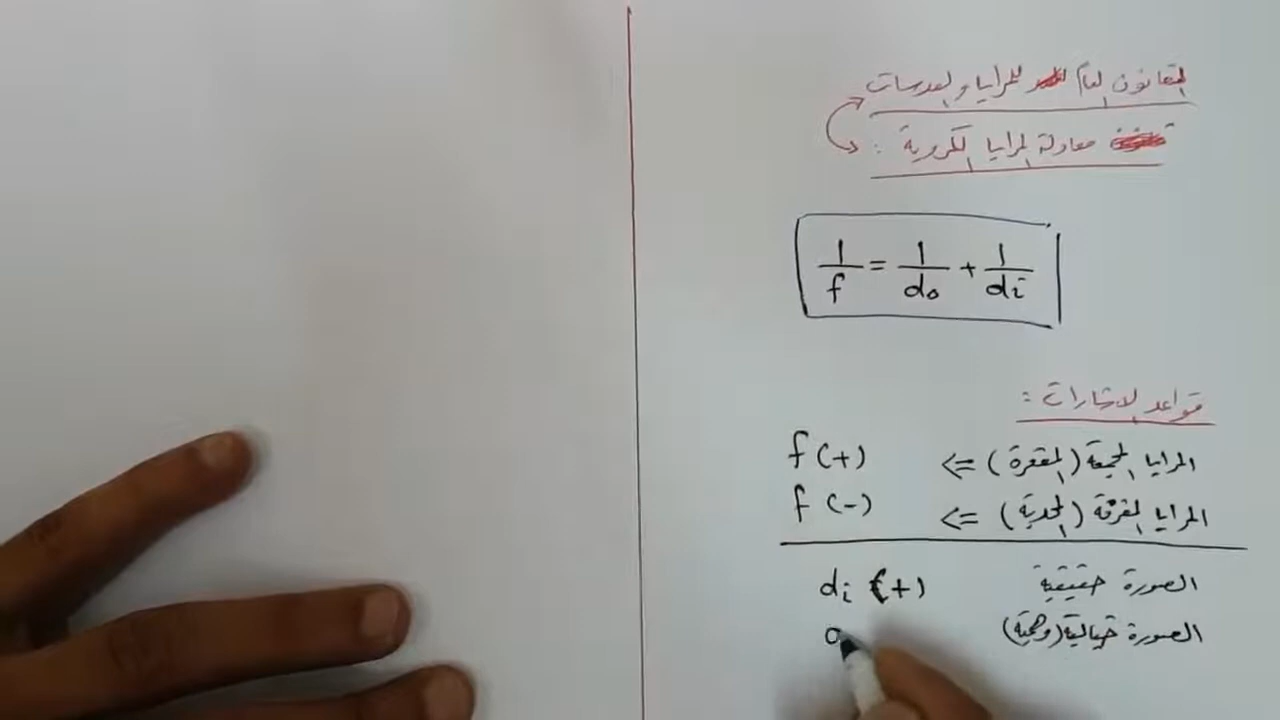 القانون العام للمرايا والعدسات
معادلة المرايا الكروية :
1/f = 1/do + 1/di
قواعد الاشارات :
المرايا المجمعة (المقعرة) <= f (+)
المرايا المفرقة (المحدبة) <= f (-)
الصورة حقيقية di (+)
الصورة خيالية (وهمية)